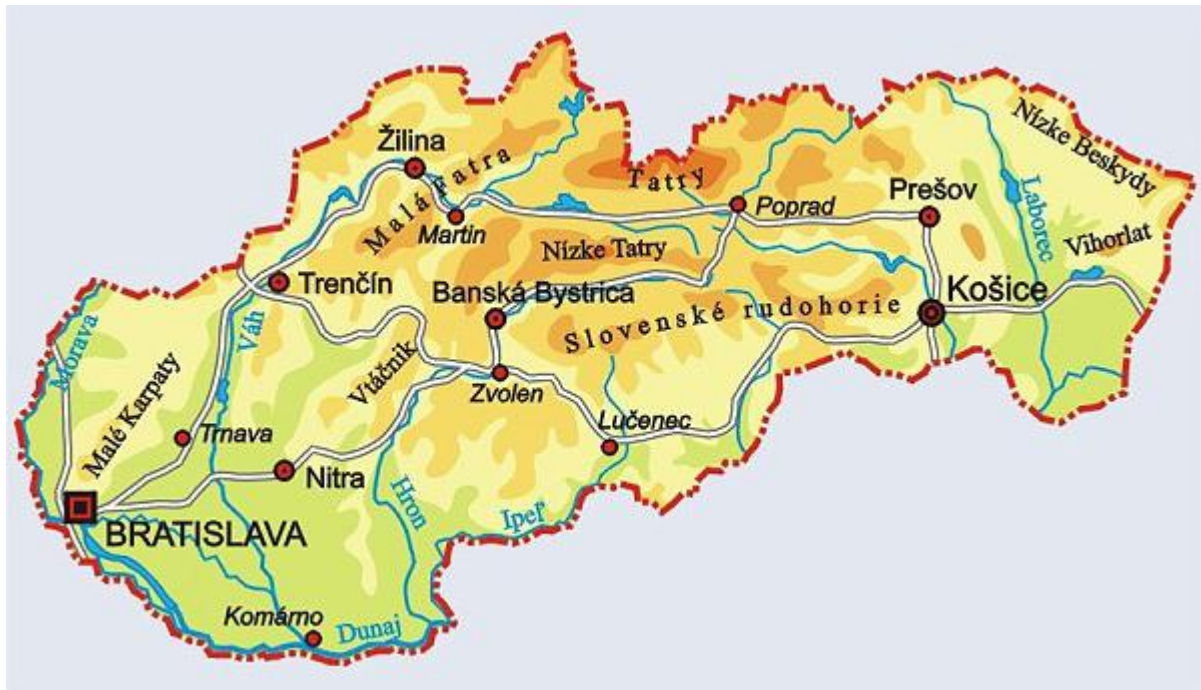 Nízke Beskydy
Žilina
Malá Fatra
Tatry
Prešov
Poprad
Laborec
Martin
Nízke Tatry
Vihorlat
Trenčín
Banská Bystrica
Košice
Slovenské rudohorie
Morava
Váh
Vtáčnik
Zvolen
Malé Karpaty
Trnava
Lučenec
Nitra
Hron
Ipeľ
BRATISLAVA
Komárno
Dunaj